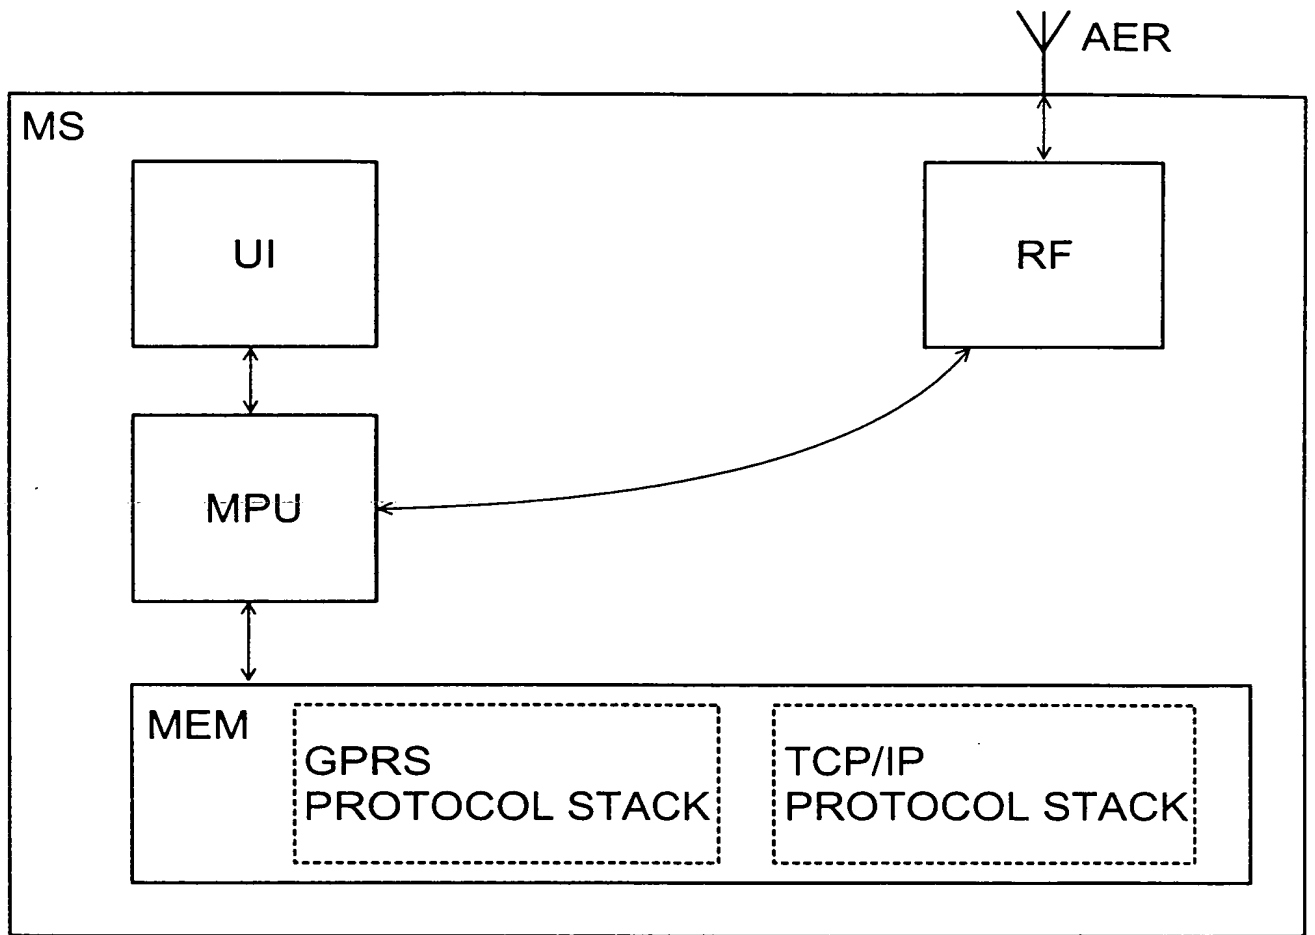 AER
MS
UI
RF
MPU
MEM
GPRS
PROTOCOL STACK
TCP/IP
PROTOCOL STACK